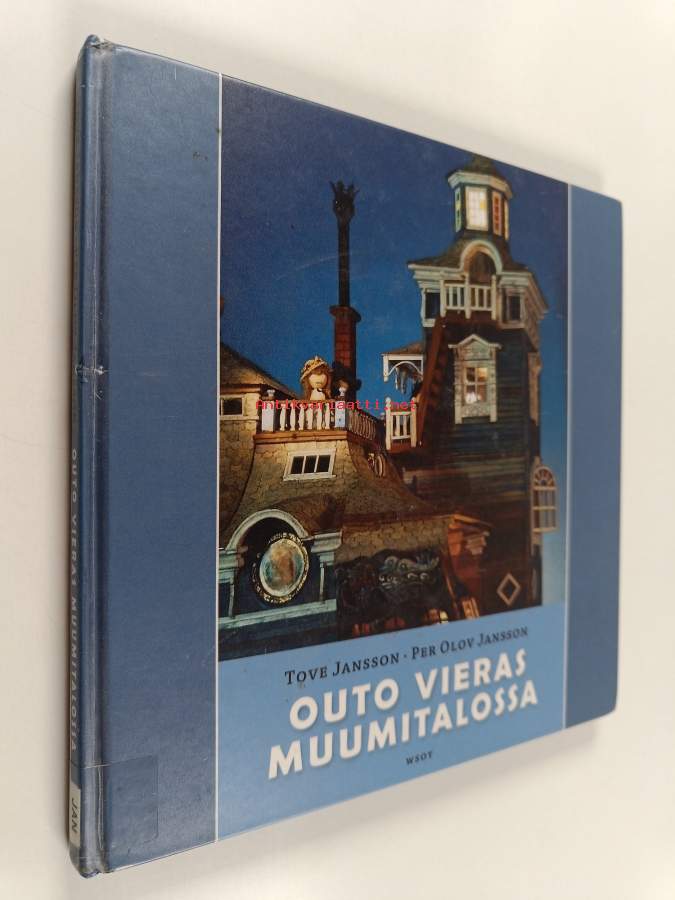 Antikvariaatti.net
TOVE JANSSON · PER OLOV JANSSON
OUTO VIERAS
MUUMITALOSSA
WSOY
OUTO VIERAS MUUMITALOSSA
JAN